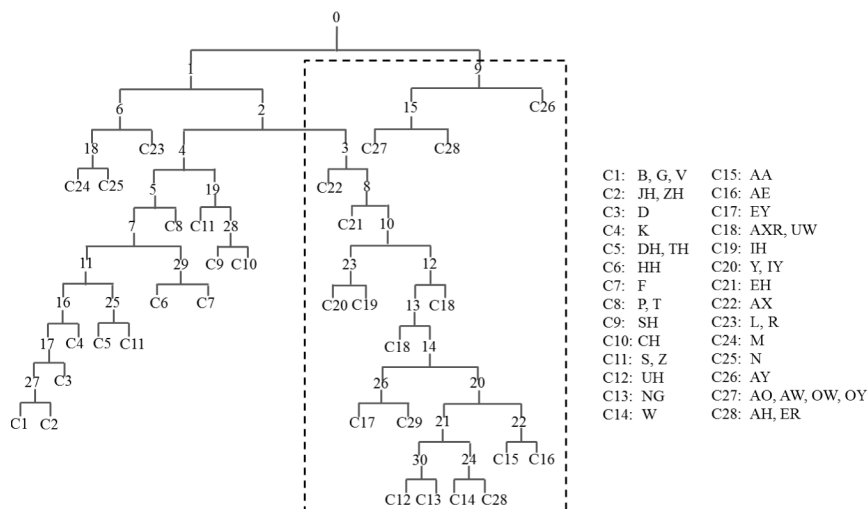 0
1 9
6 2 15 C26
18 C23 4 3 C27 C28
C24 C25 5 19 C22 8
7 C8 C11 28 C21 10
11 29 C9 C10 23 12
16 25 C6 C7 C20 C19 13 C18
17 C4 C5 C11 C18 14
27 C3 26 20
C1 C2 C17 C29 21 22
30 24 C15 C16
C12 C13 C14 C28
C1: B, G, V C15: AA
C2: JH, ZH C16: AE
C3: D C17: EY
C4: K C18: AXR, UW
C5: DH, TH C19: IH
C6: HH C20: Y, IY
C7: F C21: EH
C8: P, T C22: AX
C9: SH C23: L, R
C10: CH C24: M
C11: S, Z C25: N
C12: UH C26: AY
C13: NG C27: AO, AW, OW, OY
C14: W C28: AH, ER